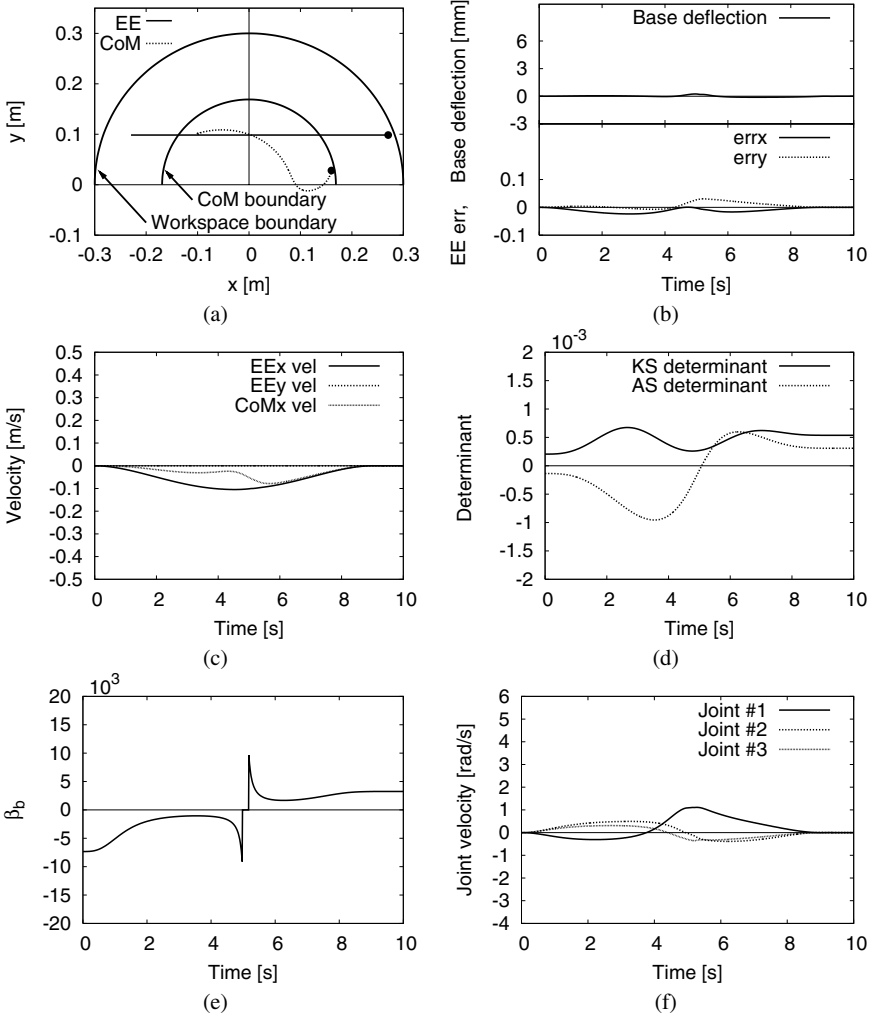 EE
CoM
0.3
0.2
0.1
0
-0.1
y [m]
CoM boundary
Workspace boundary
-0.3 -0.2 -0.1 0 0.1 0.2 0.3
x [m]
(a)
Base deflection
6
3
0
-3
errx
erry
0.1
0
-0.1
EE err, Base deflection [mm]
0 2 4 6 8 10
Time [s]
(b)
0.5
0.4
0.3
0.2
0.1
0
-0.1
-0.2
-0.3
-0.4
-0.5
Velocity [m/s]
EEx vel
EEy vel
CoMx vel
0 2 4 6 8 10
Time [s]
(c)
10⁻³
2
1.5
1
0.5
0
-0.5
-1
-1.5
-2
Determinant
KS determinant
AS determinant
0 2 4 6 8 10
Time [s]
(d)
10³
20
15
10
5
0
-5
-10
-15
-20
β_b
0 2 4 6 8 10
Time [s]
(e)
6
5
4
3
2
1
0
-1
-2
-3
-4
Joint velocity [rad/s]
Joint #1
Joint #2
Joint #3
0 2 4 6 8 10
Time [s]
(f)